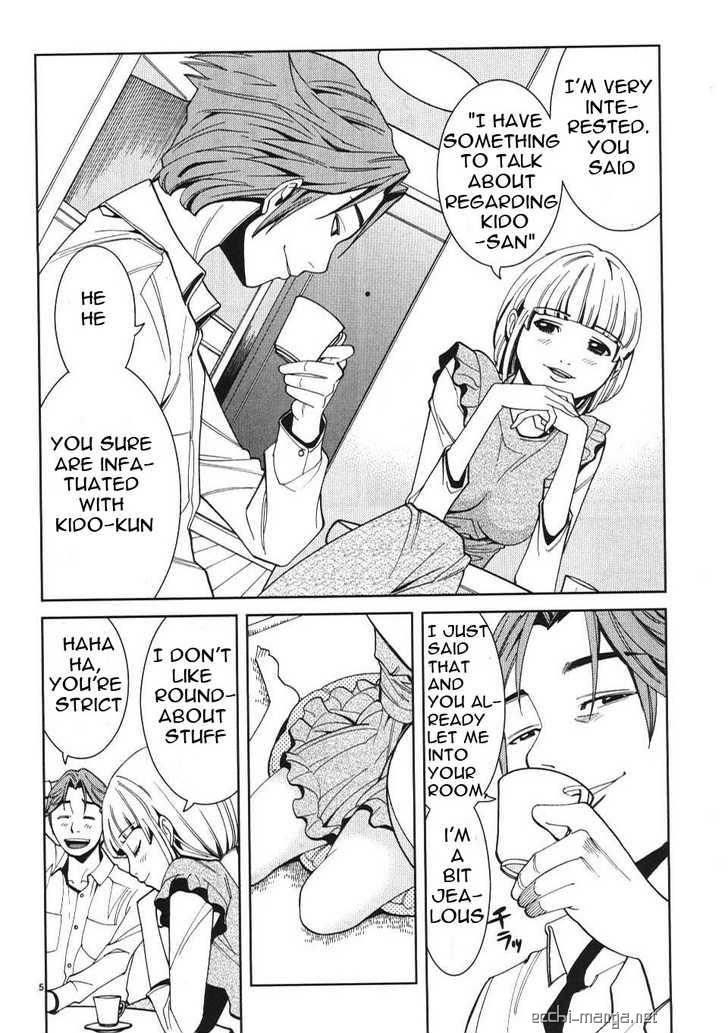 I'M VERY
INTE-
RESTED.
YOU
SAID
"I HAVE
SOMETHING
TO TALK
ABOUT
REGARDING
KIDO
-SAN"
HE
HE
YOU SURE
ARE INFA-
TUATED
WITH
KIDO-KUN
I JUST
SAID
THAT
AND
YOU AL-
READY
LET ME
INTO
YOUR
ROOM,
I'M
A
BIT
JEA-
LOUS
チラッ
I DON'T
LIKE
ROUND-
ABOUT
STUFF
HAHA
HA,
YOU'RE
STRICT
5
ecchi-manga.net